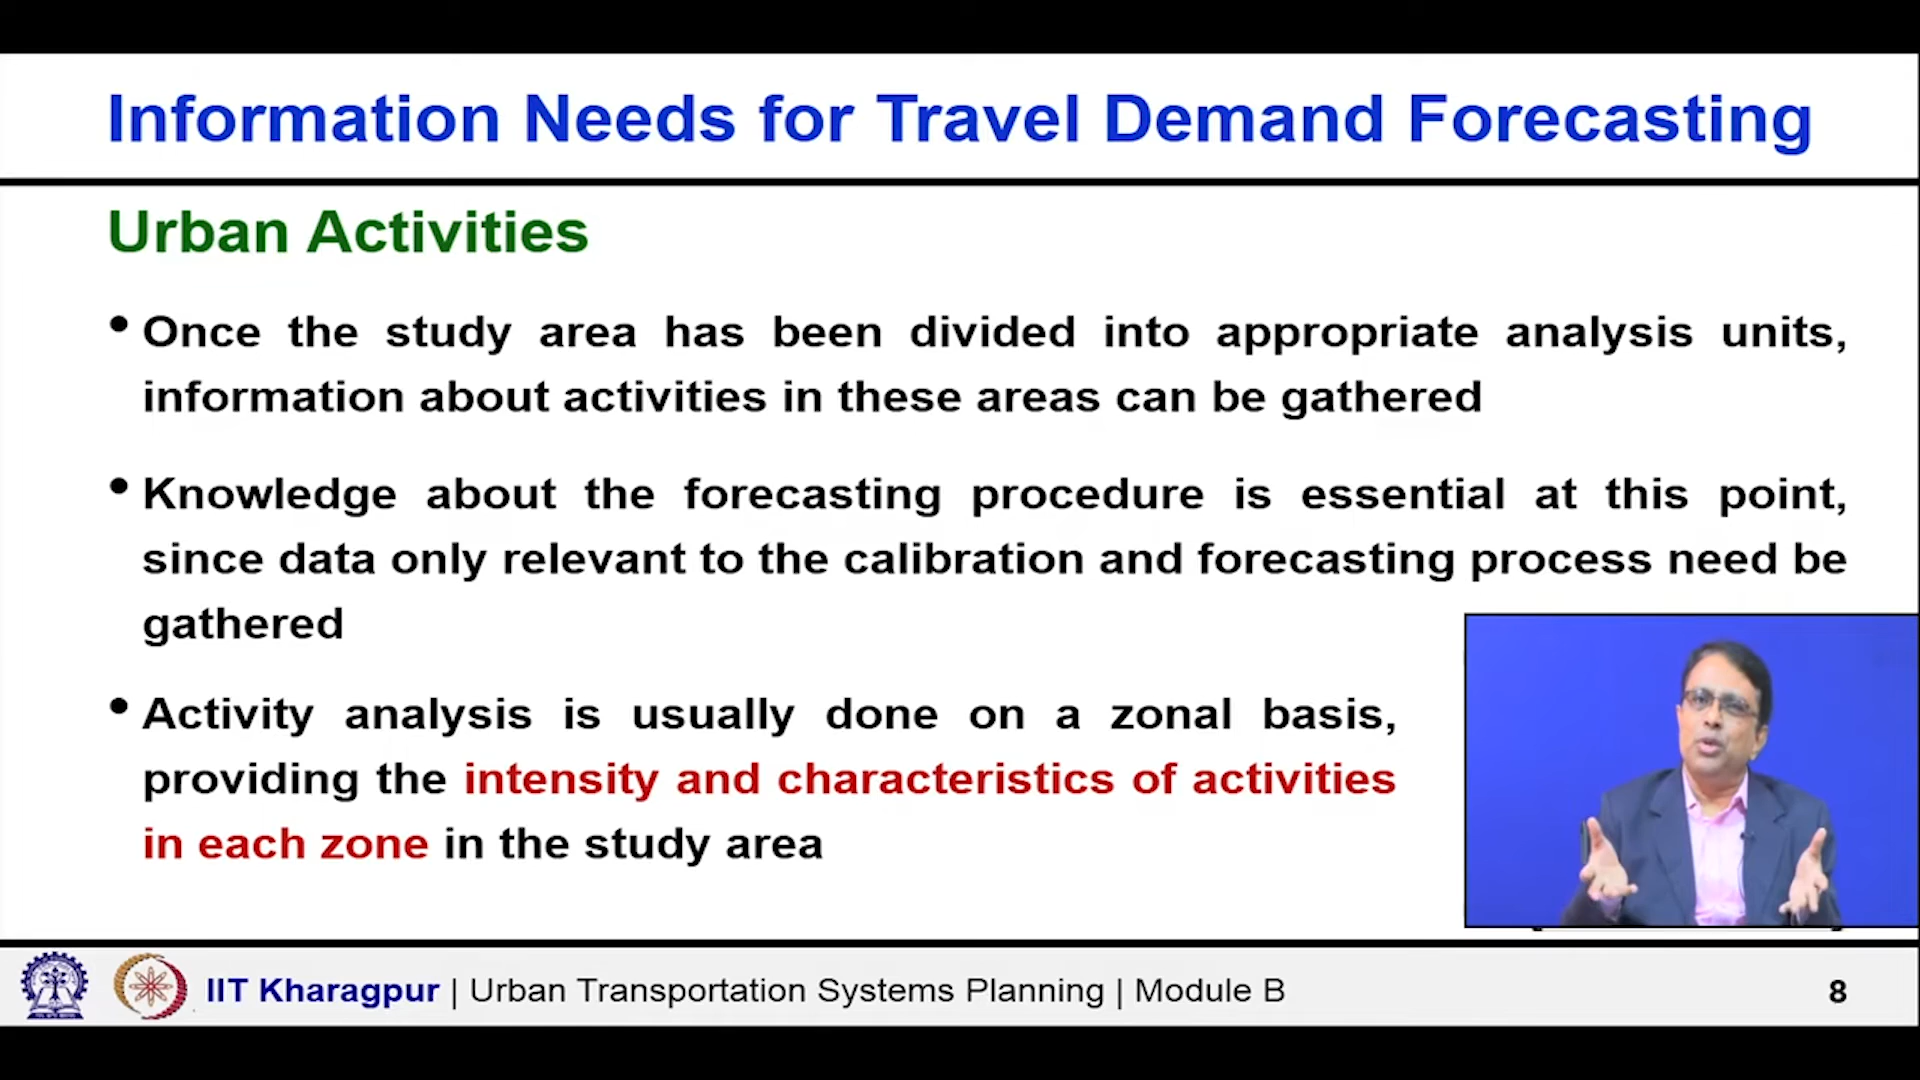 Information Needs for Travel Demand Forecasting
Urban Activities
• Once the study area has been divided into appropriate analysis units,
information about activities in these areas can be gathered
• Knowledge about the forecasting procedure is essential at this point,
since data only relevant to the calibration and forecasting process need be
gathered
• Activity analysis is usually done on a zonal basis,
providing the intensity and characteristics of activities
in each zone in the study area
IIT Kharagpur | Urban Transportation Systems Planning | Module B
8